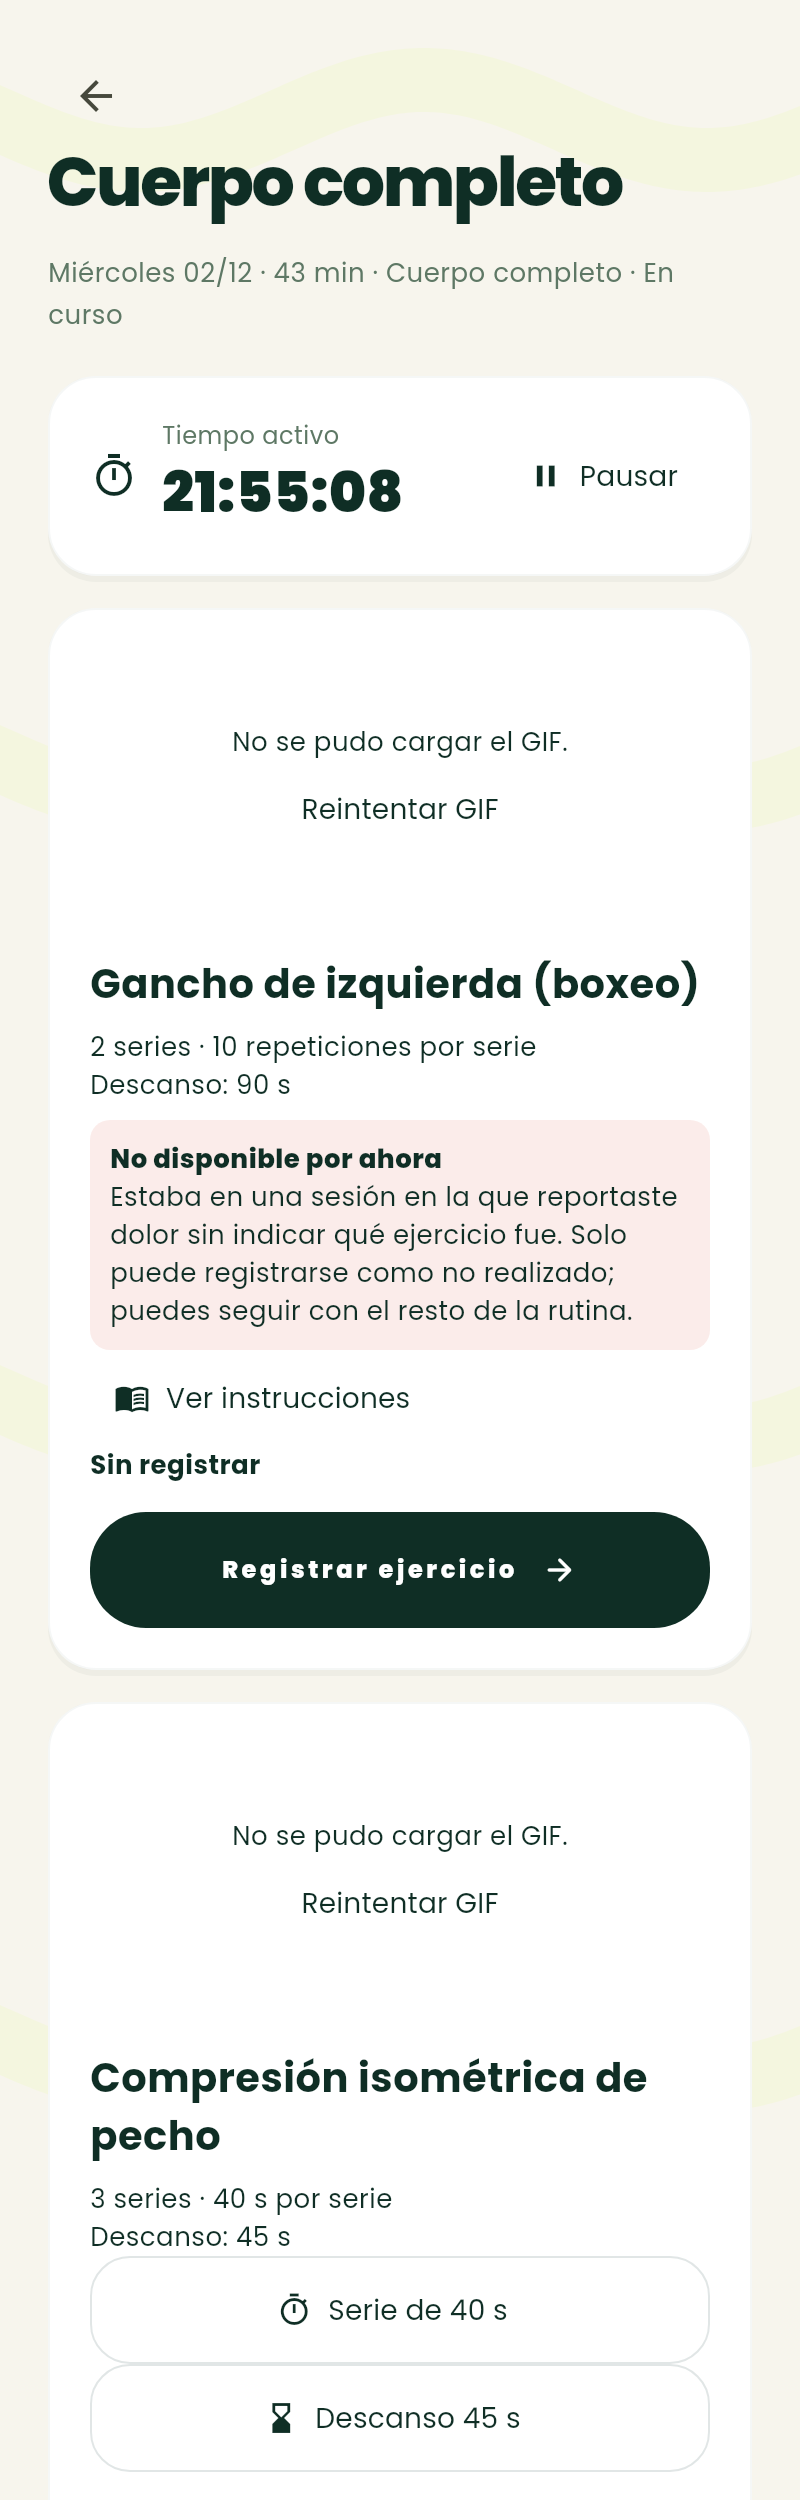 Cuerpo completo
Miércoles 02/12 · 43 min · Cuerpo completo · En
curso
Tiempo activo
21:55:08
Pausar
No se pudo cargar el GIF.
Reintentar GIF
Gancho de izquierda (boxeo)
2 series · 10 repeticiones por serie
Descanso: 90 s
No disponible por ahora
Estaba en una sesión en la que reportaste
dolor sin indicar qué ejercicio fue. Solo
puede registrarse como no realizado;
puedes seguir con el resto de la rutina.
Ver instrucciones
Sin registrar
Registrar ejercicio
No se pudo cargar el GIF.
Reintentar GIF
Compresión isométrica de
pecho
3 series · 40 s por serie
Descanso: 45 s
Serie de 40 s
Descanso 45 s